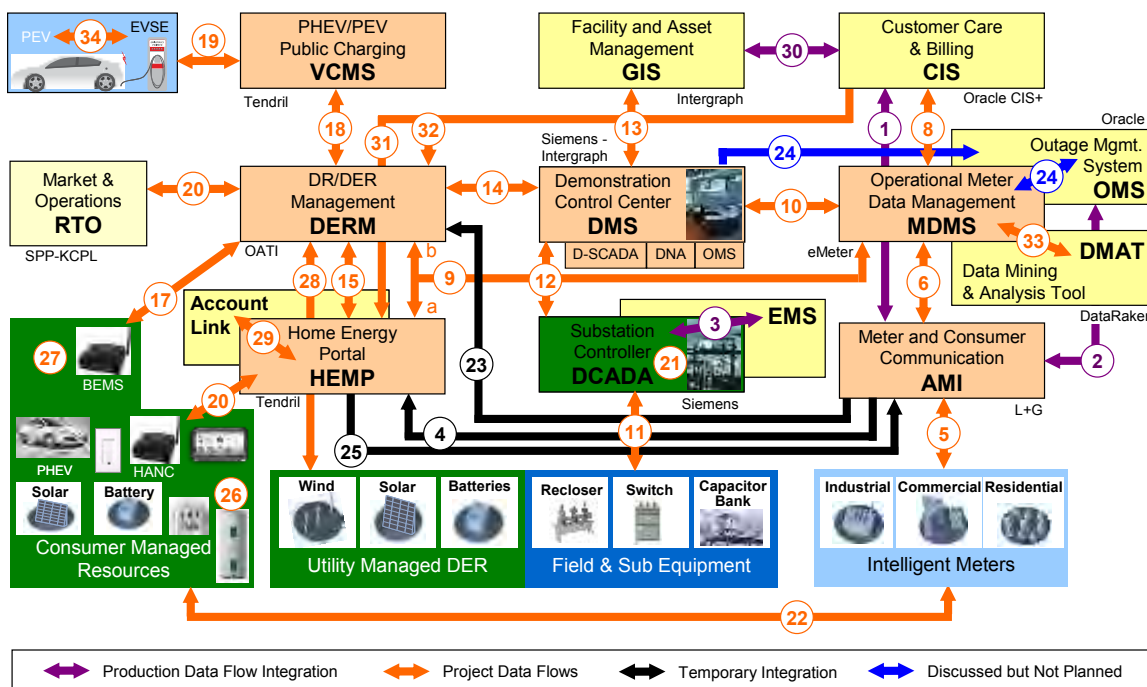 PEV
34
EVSE
19
PHEV/PEV
Public Charging
VCMS
Tendril
Facility and Asset
Management
GIS
Intergraph
30
Customer Care
& Billing
CIS
Oracle CIS+
18
31
32
13
1
8
Siemens -
Intergraph
24
Oracle
Outage Mgmt.
System
OMS
24
Market &
Operations
RTO
SPP-KCPL
20
DR/DER
Management
DERM
OATI
14
Demonstration
Control Center
DMS
D-SCADA
DNA
OMS
10
Operational Meter
Data Management
MDMS
eMeter
33
DMAT
Data Mining
& Analysis Tool
DataRaker
17
28
15
b
9
a
12
6
Account
Link
29
Home Energy
Portal
HEMP
Tendril
23
Substation
Controller
DCADA
21
3
EMS
Siemens
Meter and Consumer
Communication
AMI
L+G
2
27
BEMS
20
4
25
11
5
PHEV
HANC
Solar
Battery
26
Consumer Managed
Resources
Wind
Solar
Batteries
Utility Managed DER
Recloser
Switch
Capacitor
Bank
Field & Sub Equipment
Industrial
Commercial
Residential
Intelligent Meters
22
Production Data Flow Integration
Project Data Flows
Temporary Integration
Discussed but Not Planned